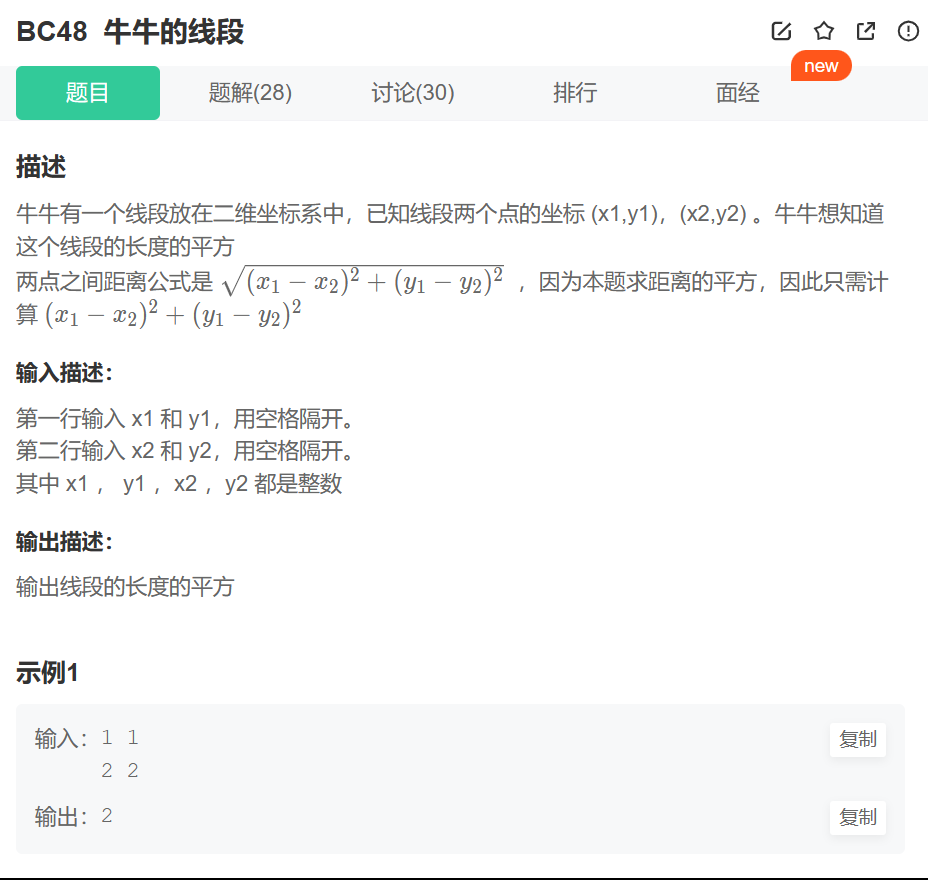 BC48 牛牛的线段
new
题目 题解(28) 讨论(30) 排行 面经
描述
牛牛有一个线段放在二维坐标系中，已知线段两个点的坐标 (x1,y1)，(x2,y2) 。牛牛想知道
这个线段的长度的平方
两点之间距离公式是 $\sqrt{(x_1-x_2)^2+(y_1-y_2)^2}$ ，因为本题求距离的平方，因此只需计
算 $(x_1-x_2)^2+(y_1-y_2)^2$
输入描述：
第一行输入 x1 和 y1，用空格隔开。
第二行输入 x2 和 y2，用空格隔开。
其中 x1 ， y1 ，x2 ，y2 都是整数
输出描述：
输出线段的长度的平方
示例1
输入：1 1 复制
2 2
输出：2 复制